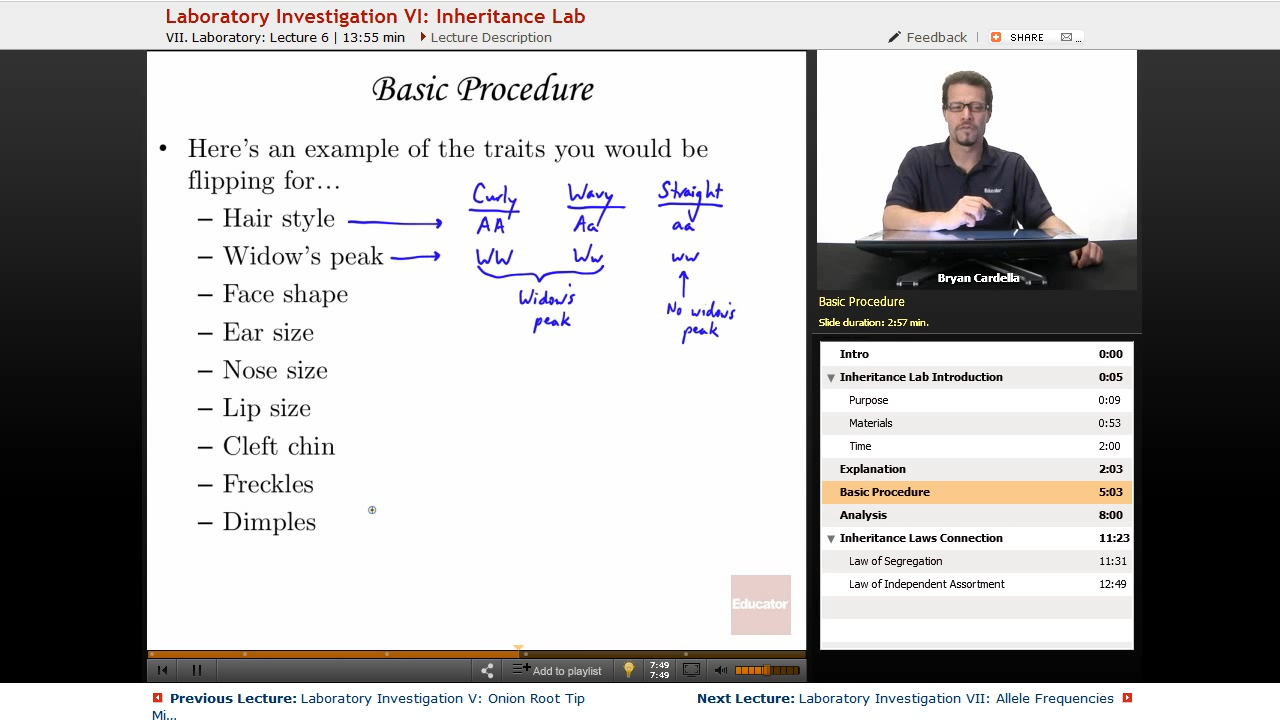 Laboratory Investigation VI: Inheritance Lab
VII. Laboratory: Lecture 6 | 13:55 min Lecture Description
Feedback | SHARE
Basic Procedure
• Here's an example of the traits you would be
flipping for…
Curly Wavy Straight
– Hair style AA Aa aa
– Widow's peak WW Ww ww
– Face shape
Widow's peak
No widow's peak
– Ear size
– Nose size
– Lip size
– Cleft chin
– Freckles
– Dimples
Educator
Educator
Bryan Cardella
Basic Procedure
Slide duration: 2:57 min.
Intro 0:00
Inheritance Lab Introduction 0:05
Purpose 0:09
Materials 0:53
Time 2:00
Explanation 2:03
Basic Procedure 5:03
Analysis 8:00
Inheritance Laws Connection 11:23
Law of Segregation 11:31
Law of Independent Assortment 12:49
Add to playlist
7:49
7:49
Previous Lecture: Laboratory Investigation V: Onion Root Tip
Mi...
Next Lecture: Laboratory Investigation VII: Allele Frequencies